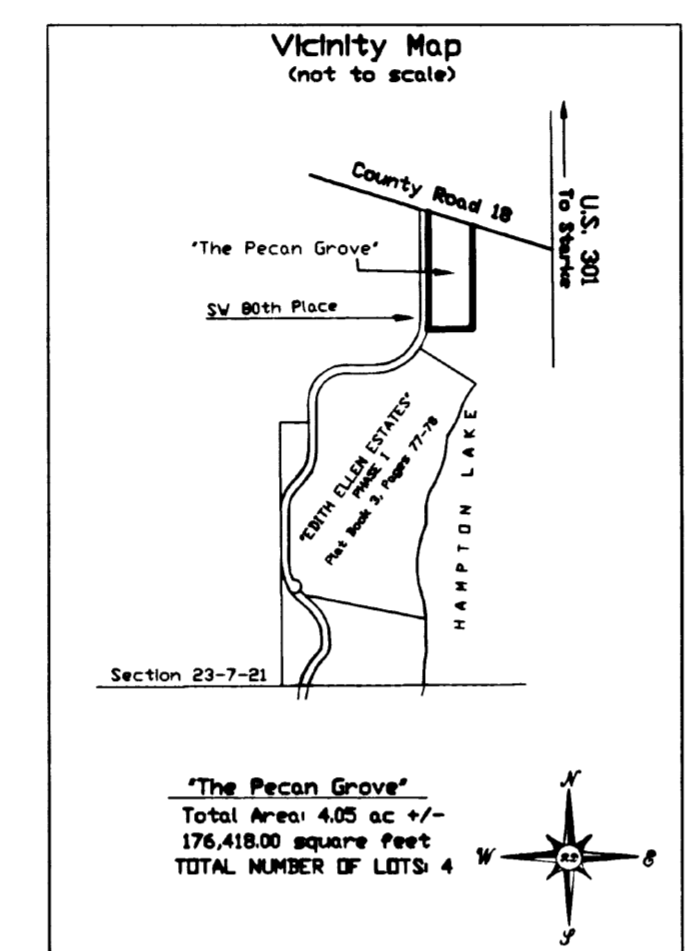 Vicinity Map
(not to scale)
County Road 18
U.S. 301
To Starke
"The Pecan Grove"
SW 80th Place
"EDITH ELLEN ESTATES"
PHASE 1
Plat Book 3, Pages 77-78
HAMPTON LAKE
Section 23-7-21
"The Pecan Grove"
Total Area: 4.05 ac +/-
176,418.00 square feet
TOTAL NUMBER OF LOTS: 4
N
W
E
S